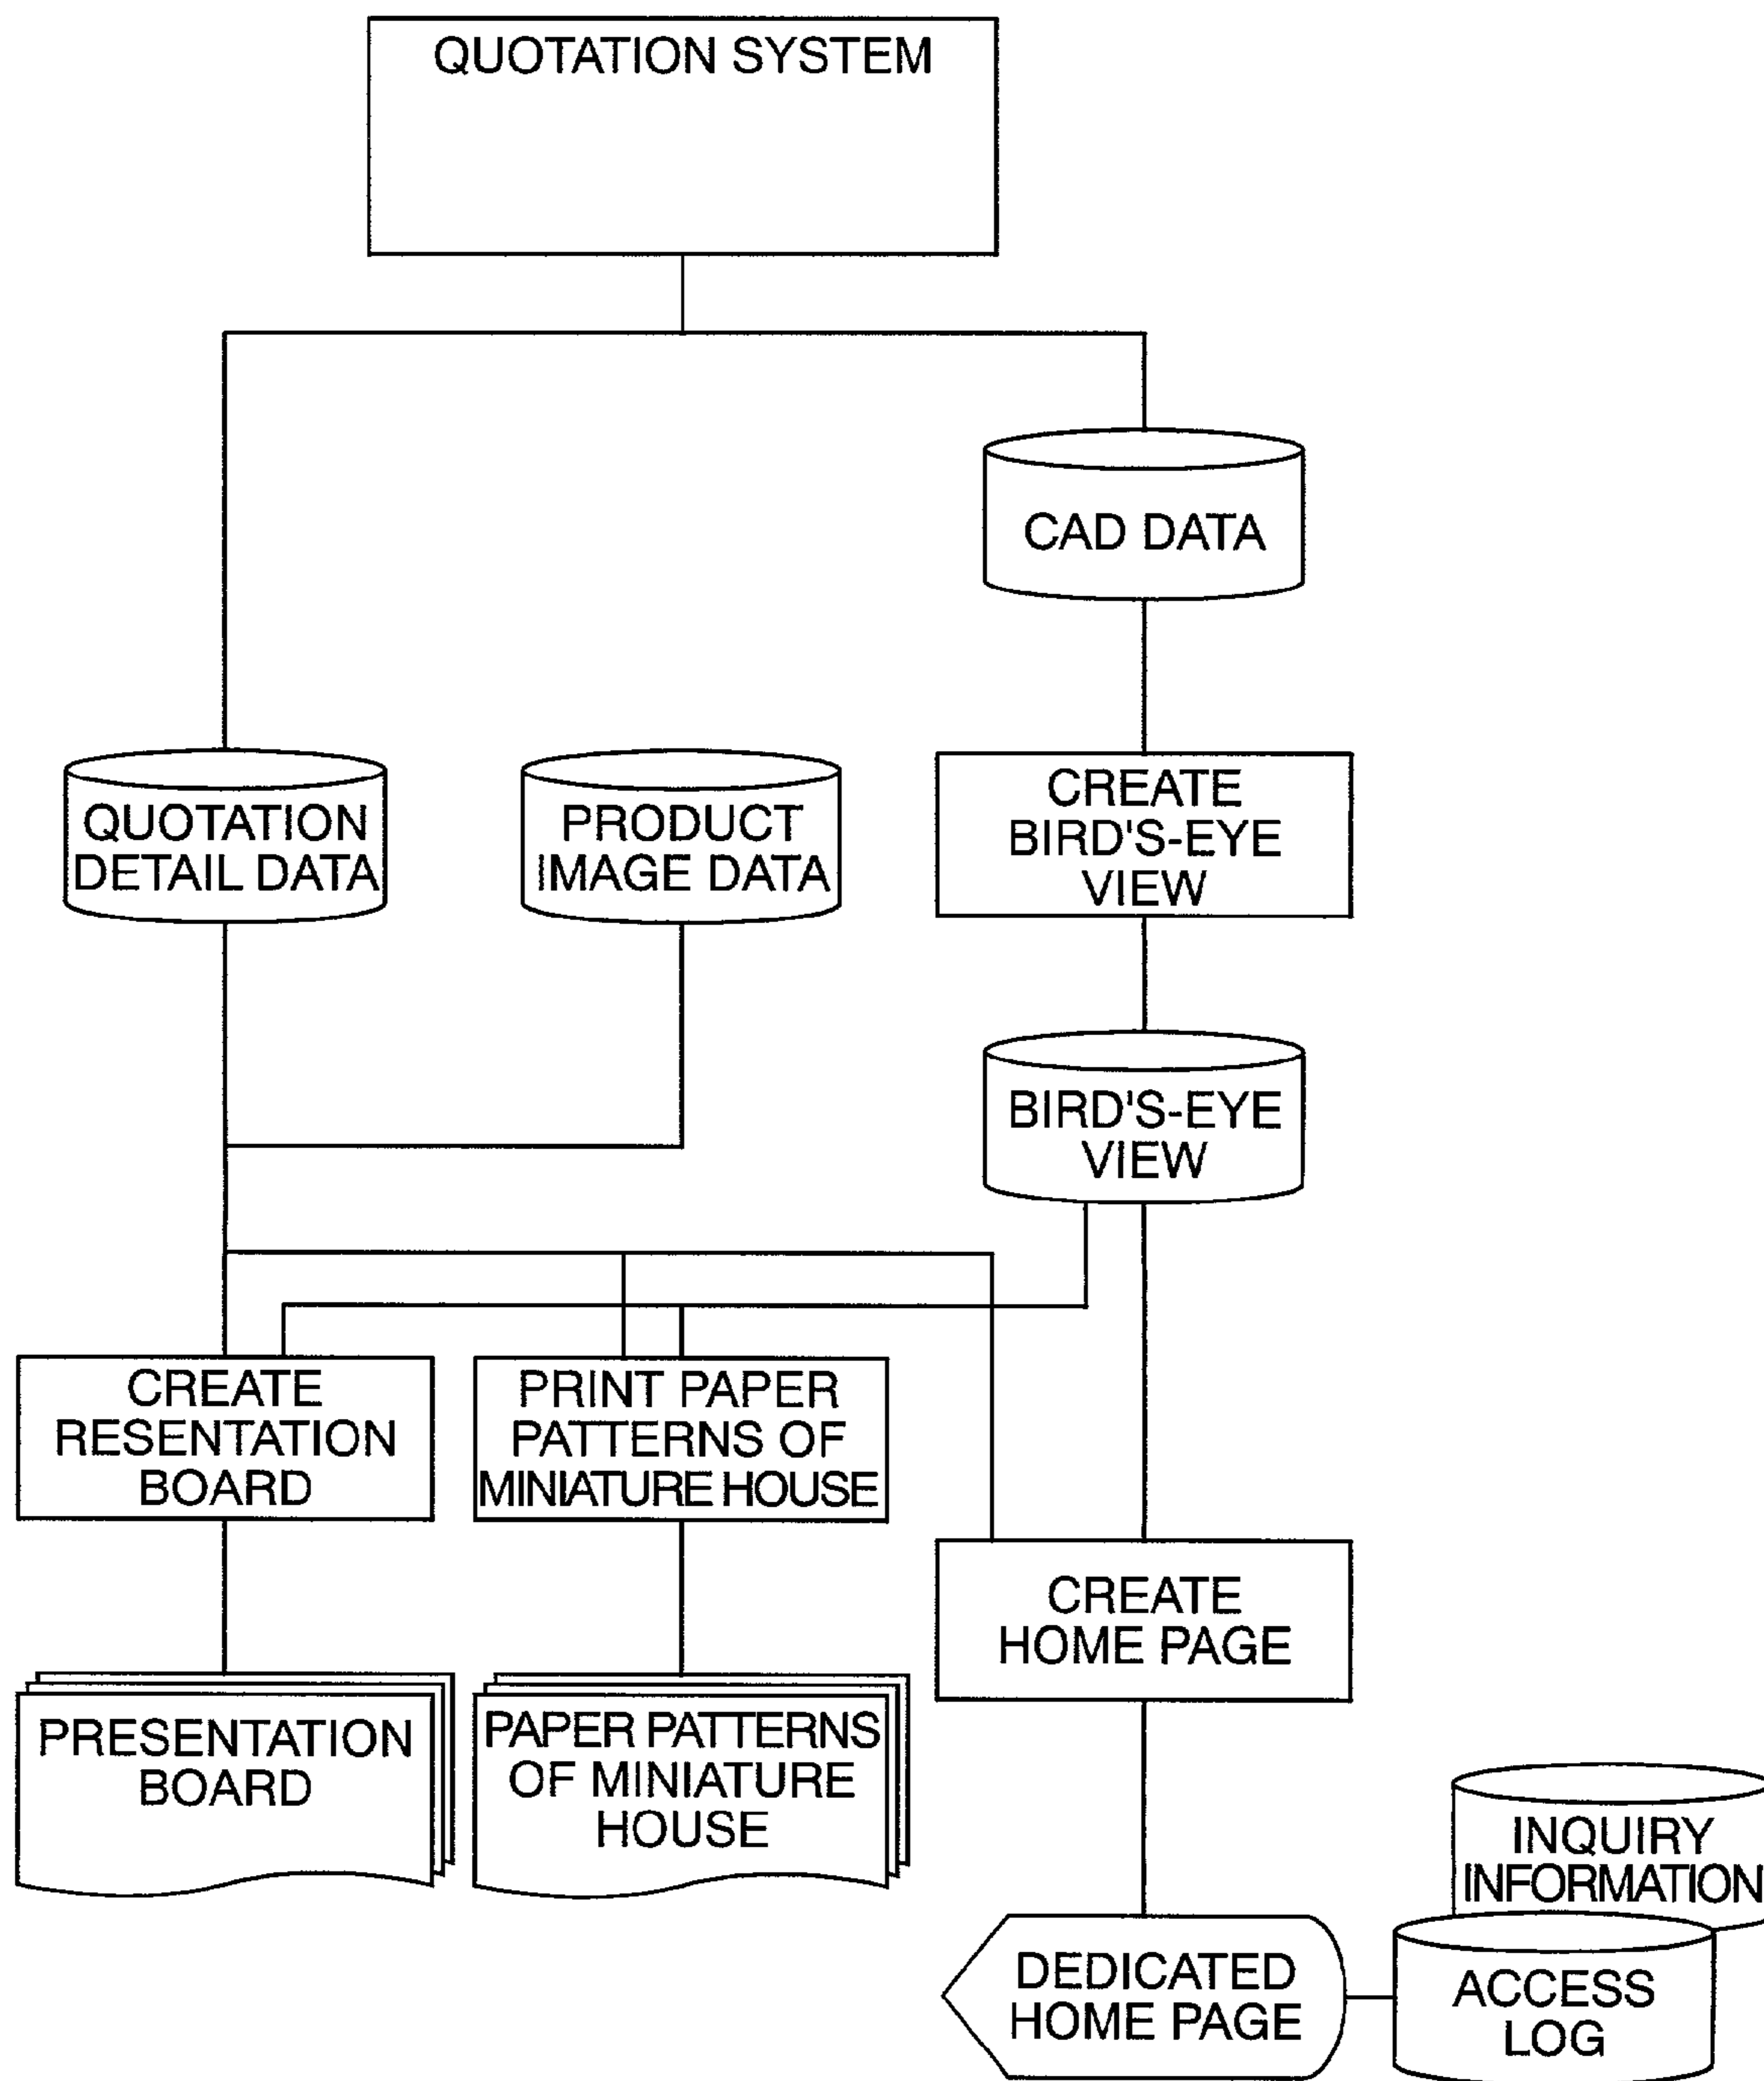 QUOTATION SYSTEM
CAD DATA
QUOTATION
DETAIL DATA
PRODUCT
IMAGE DATA
CREATE
BIRD'S-EYE
VIEW
BIRD'S-EYE
VIEW
CREATE
RESENTATION
BOARD
PRINT PAPER
PATTERNS OF
MINIATURE HOUSE
CREATE
HOME PAGE
PRESENTATION
BOARD
PAPER PATTERNS
OF MINIATURE
HOUSE
INQUIRY
INFORMATION
DEDICATED
HOME PAGE
ACCESS
LOG